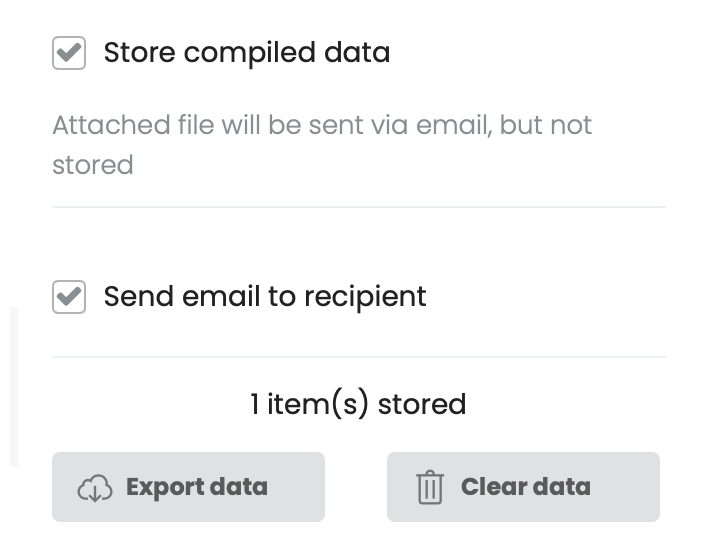 Store compiled data
Attached file will be sent via email, but not
stored
Send email to recipient
1 item(s) stored
Export data
Clear data